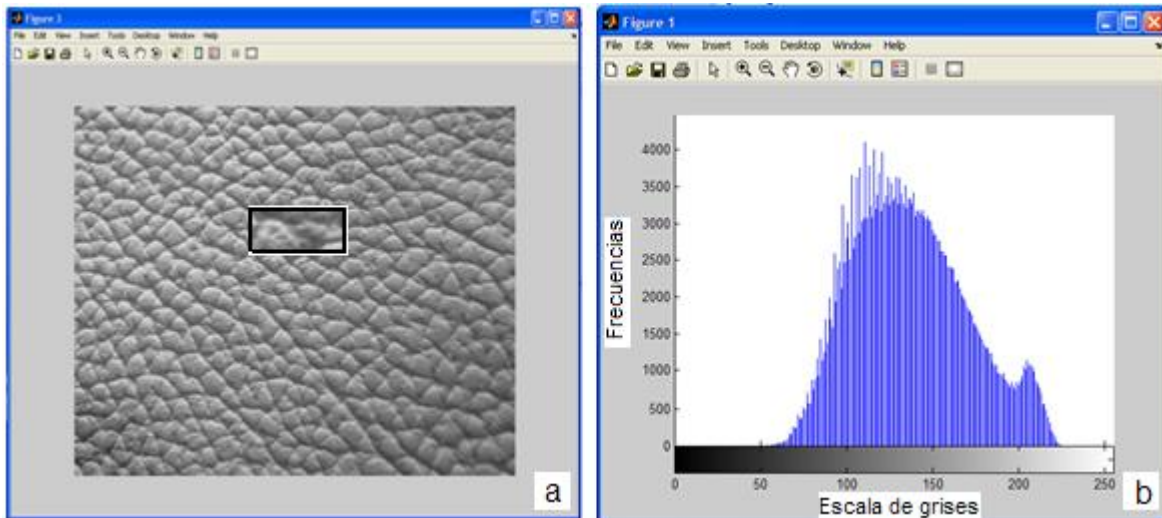 Figure 3
File Edit View Insert Tools Desktop Window Help
a
Figure 1
File Edit View Insert Tools Desktop Window Help
Frecuencias
4000
3500
3000
2500
2000
1500
1000
500
0
0 50 100 150 200 250
Escala de grises
b